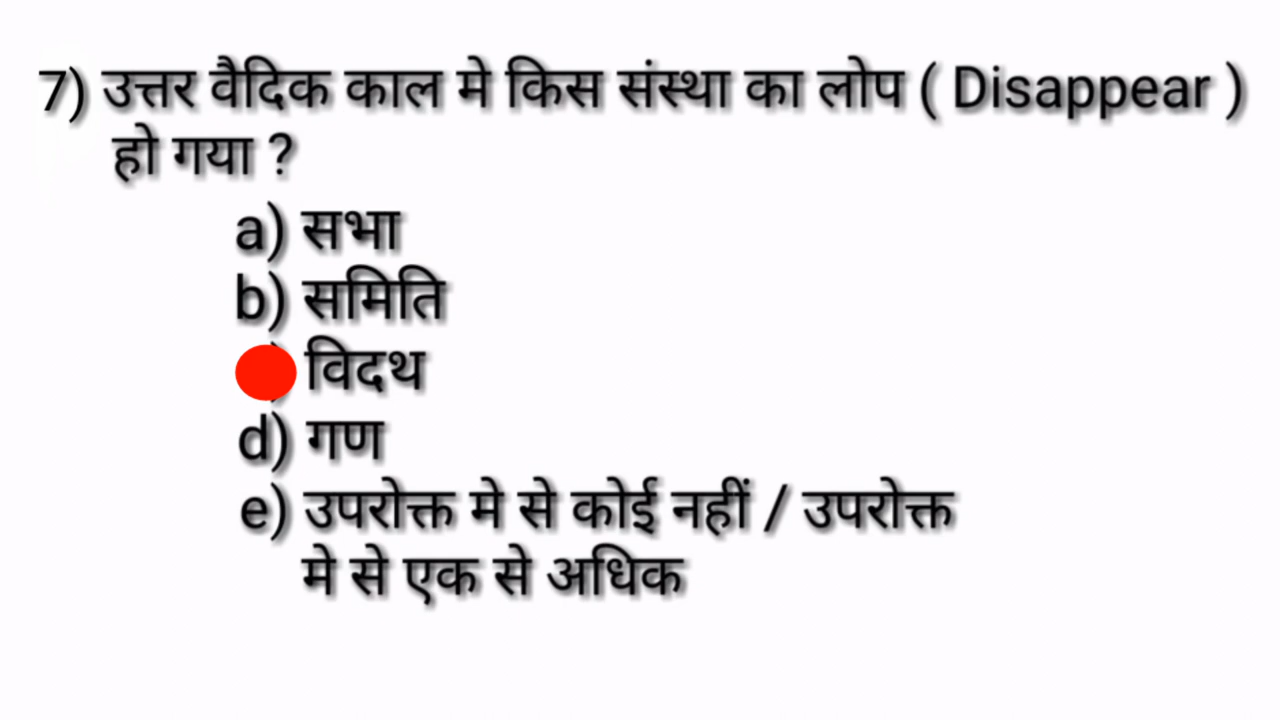 7) उत्तर वैदिक काल मे किस संस्था का लोप ( Disappear )
हो गया ?
a) सभा
b) समिति
विदथ
d) गण
e) उपरोक्त मे से कोई नहीं / उपरोक्त
मे से एक से अधिक